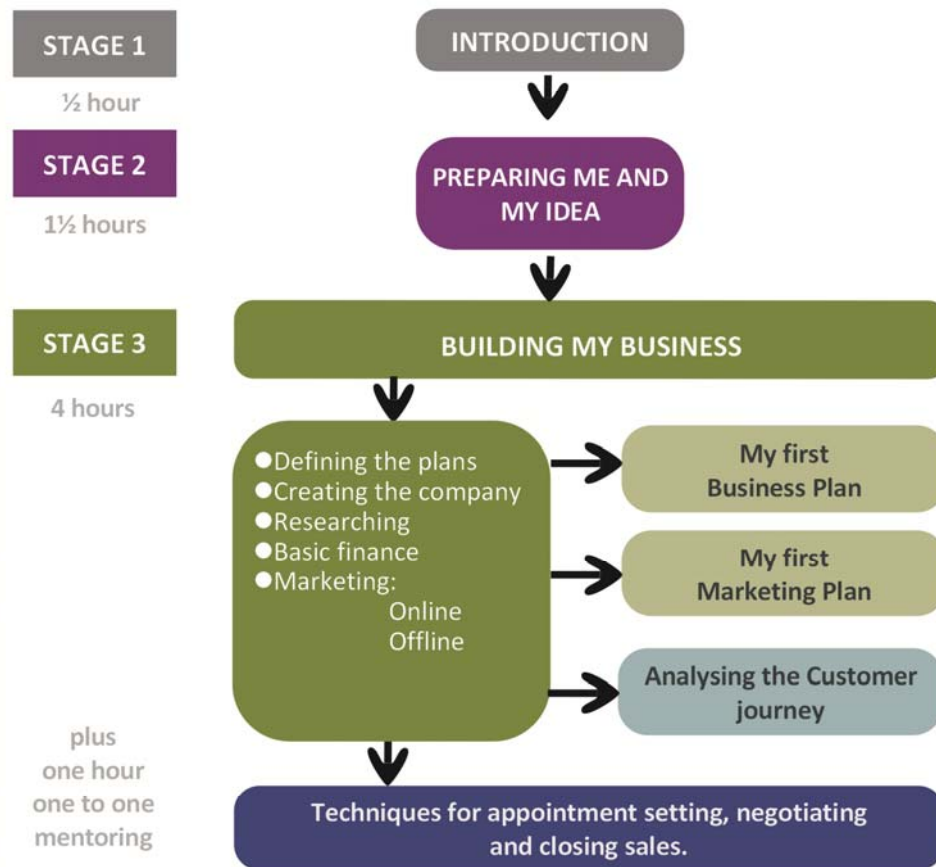 STAGE 1
INTRODUCTION
½ hour
STAGE 2
PREPARING ME AND
MY IDEA
1½ hours
STAGE 3
BUILDING MY BUSINESS
4 hours
●Defining the plans
●Creating the company
●Researching
●Basic finance
●Marketing:
Online
Offline
My first
Business Plan
My first
Marketing Plan
Analysing the Customer
journey
plus
one hour
one to one
mentoring
Techniques for appointment setting, negotiating
and closing sales.